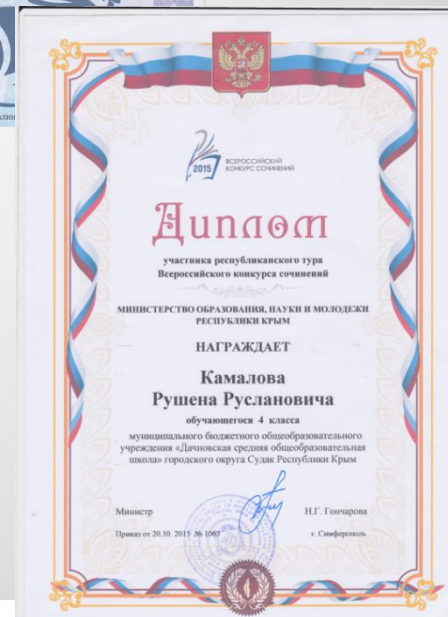 2015
ВСЕРОССИЙСКИЙ
КОНКУРС СОЧИНЕНИЙ
Диплом
участника республиканского тура
Всероссийского конкурса сочинений
МИНИСТЕРСТВО ОБРАЗОВАНИЯ, НАУКИ И МОЛОДЕЖИ
РЕСПУБЛИКИ КРЫМ
НАГРАЖДАЕТ
Камалова
Рушена Руслановича
обучающегося 4 класса
муниципального бюджетного общеобразовательного
учреждения «Дачновская средняя общеобразовательная
школа» городского округа Судак Республики Крым
Министр Н.Г. Гончарова
Приказ от 20.10. 2015 № 1063 г. Симферополь